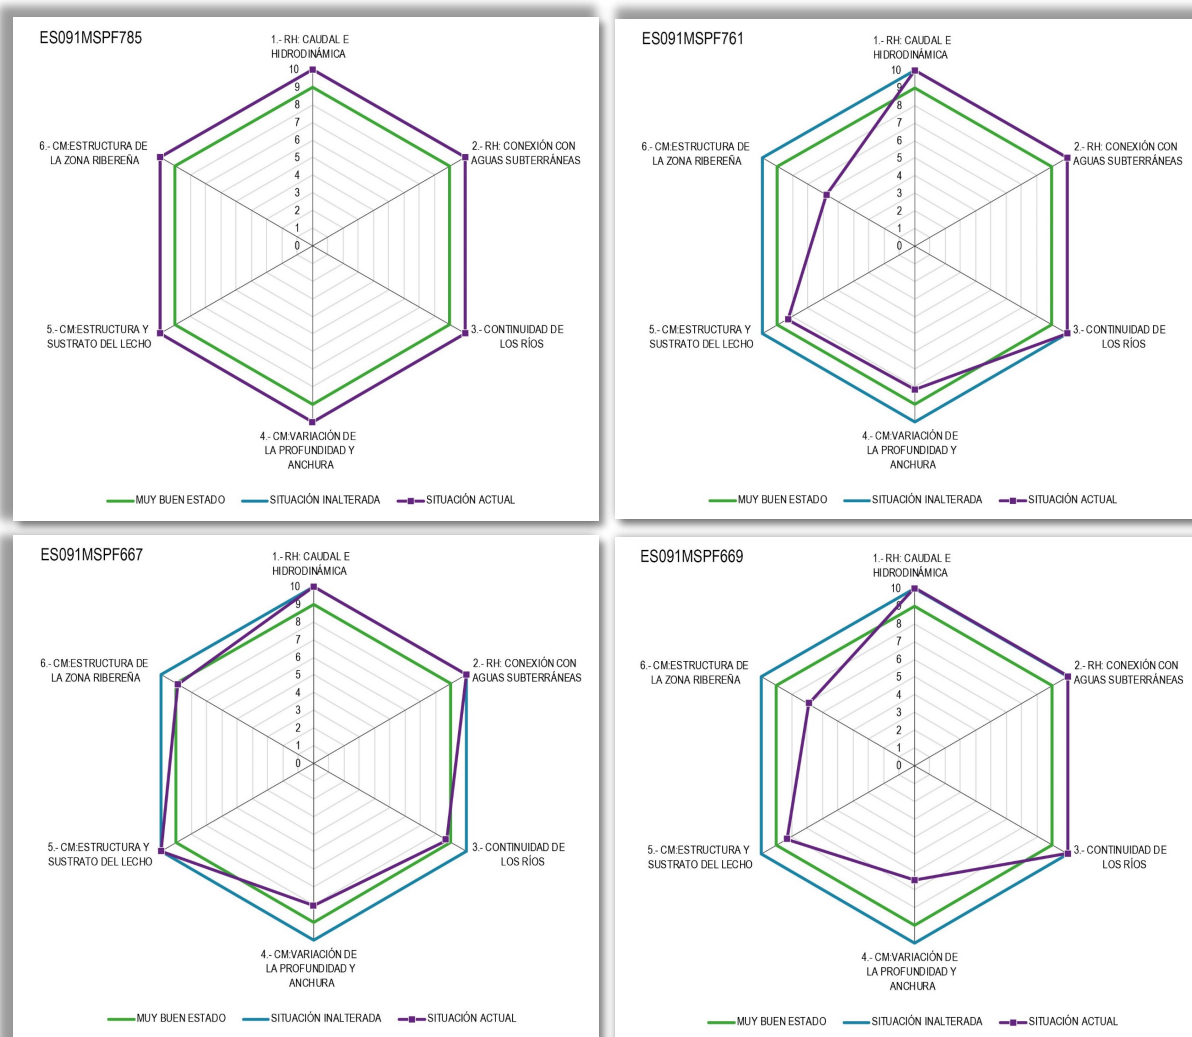 ES091MSPF785
1.- RH: CAUDAL E
HIDRODINÁMICA
10
9
8
7
6
5
4
3
2
1
0
2.- RH: CONEXIÓN CON
AGUAS SUBTERRÁNEAS
3.- CONTINUIDAD DE
LOS RÍOS
4.- CM:VARIACIÓN DE
LA PROFUNDIDAD Y
ANCHURA
5.- CM:ESTRUCTURA Y
SUSTRATO DEL LECHO
6.- CM:ESTRUCTURA DE
LA ZONA RIBEREÑA
MUY BUEN ESTADO SITUACIÓN INALTERADA SITUACIÓN ACTUAL
ES091MSPF761
1.- RH: CAUDAL E
HIDRODINÁMICA
10
9
8
7
6
5
4
3
2
1
0
2.- RH: CONEXIÓN CON
AGUAS SUBTERRÁNEAS
3.- CONTINUIDAD DE
LOS RÍOS
4.- CM:VARIACIÓN DE
LA PROFUNDIDAD Y
ANCHURA
5.- CM:ESTRUCTURA Y
SUSTRATO DEL LECHO
6.- CM:ESTRUCTURA DE
LA ZONA RIBEREÑA
MUY BUEN ESTADO SITUACIÓN INALTERADA SITUACIÓN ACTUAL
ES091MSPF667
1.- RH: CAUDAL E
HIDRODINÁMICA
10
9
8
7
6
5
4
3
2
1
0
2.- RH: CONEXIÓN CON
AGUAS SUBTERRÁNEAS
3.- CONTINUIDAD DE
LOS RÍOS
4.- CM:VARIACIÓN DE
LA PROFUNDIDAD Y
ANCHURA
5.- CM:ESTRUCTURA Y
SUSTRATO DEL LECHO
6.- CM:ESTRUCTURA DE
LA ZONA RIBEREÑA
MUY BUEN ESTADO SITUACIÓN INALTERADA SITUACIÓN ACTUAL
ES091MSPF669
1.- RH: CAUDAL E
HIDRODINÁMICA
10
9
8
7
6
5
4
3
2
1
0
2.- RH: CONEXIÓN CON
AGUAS SUBTERRÁNEAS
3.- CONTINUIDAD DE
LOS RÍOS
4.- CM:VARIACIÓN DE
LA PROFUNDIDAD Y
ANCHURA
5.- CM:ESTRUCTURA Y
SUSTRATO DEL LECHO
6.- CM:ESTRUCTURA DE
LA ZONA RIBEREÑA
MUY BUEN ESTADO SITUACIÓN INALTERADA SITUACIÓN ACTUAL